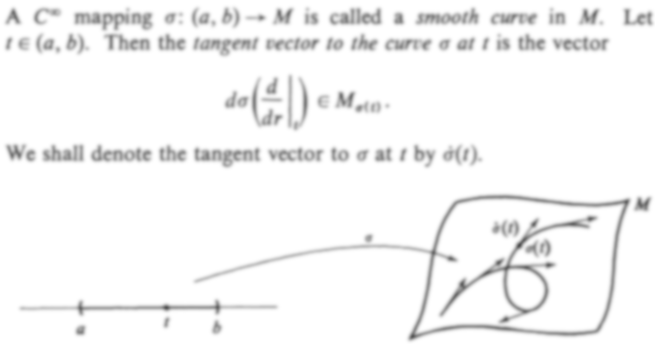 A C∞ mapping σ: (a, b) → M is called a smooth curve in M. Let
t ∈ (a, b). Then the tangent vector to the curve σ at t is the vector
dσ(d/dr|_t) ∈ M_σ(t).
We shall denote the tangent vector to σ at t by σ̇(t).
M
σ̇(t)
σ
σ(t)
a t b